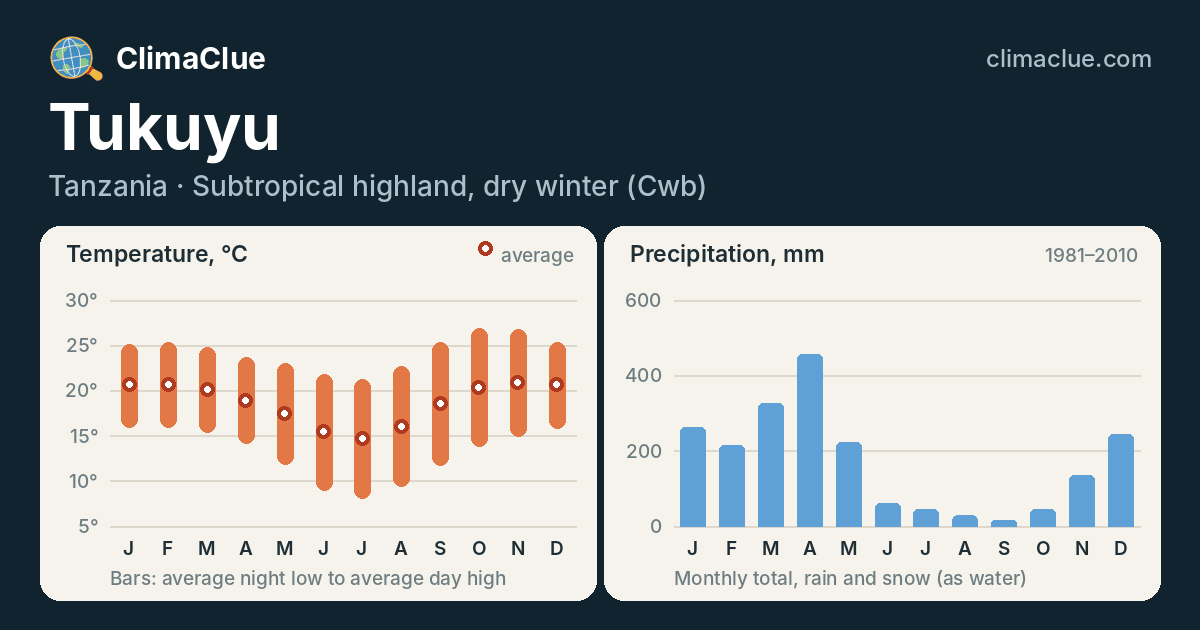 ClimaClue
climaclue.com
Tukuyu
Tanzania · Subtropical highland, dry winter (Cwb)
Temperature, °C
average
30°
25°
20°
15°
10°
5°
J F M A M J J A S O N D
Bars: average night low to average day high
Precipitation, mm
1981–2010
600
400
200
0
J F M A M J J A S O N D
Monthly total, rain and snow (as water)